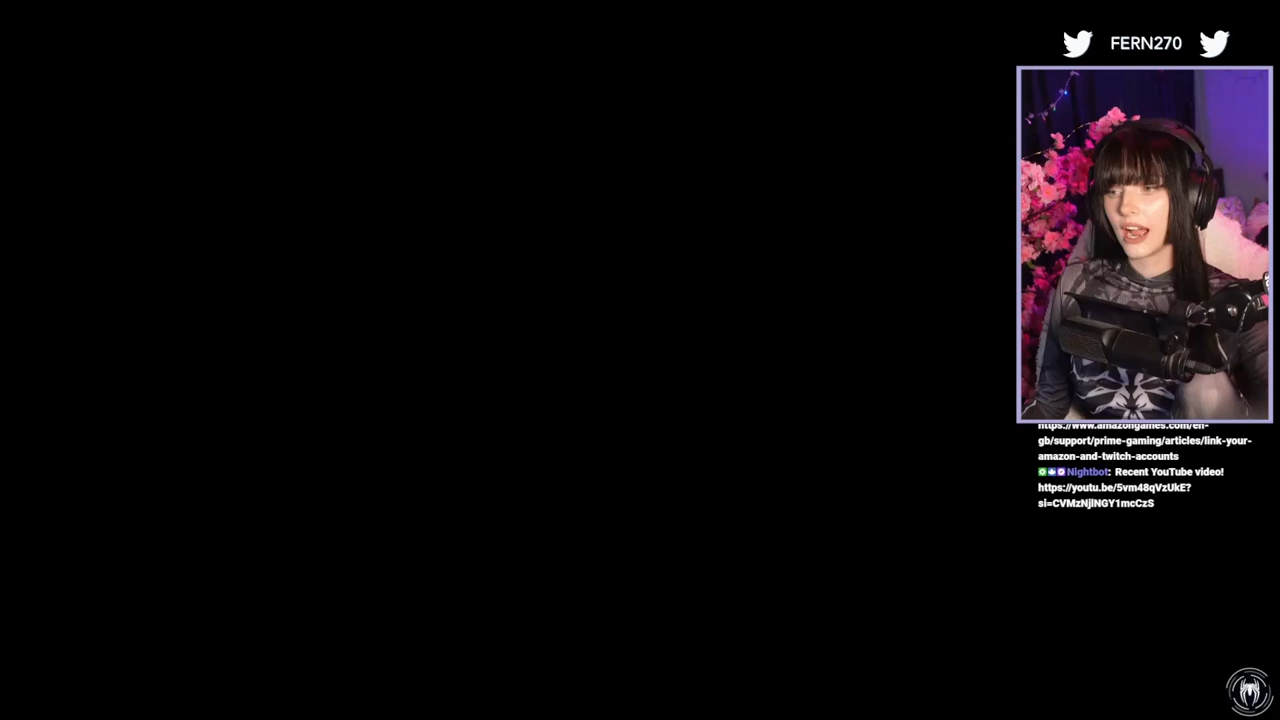 FERN270
https://www.amazongames.com/en-
gb/support/prime-gaming/articles/link-your-
amazon-and-twitch-accounts
Nightbot: Recent YouTube video!
https://youtu.be/5vm48qVzUkE?
si=CVMzNjlNGY1mcCzS